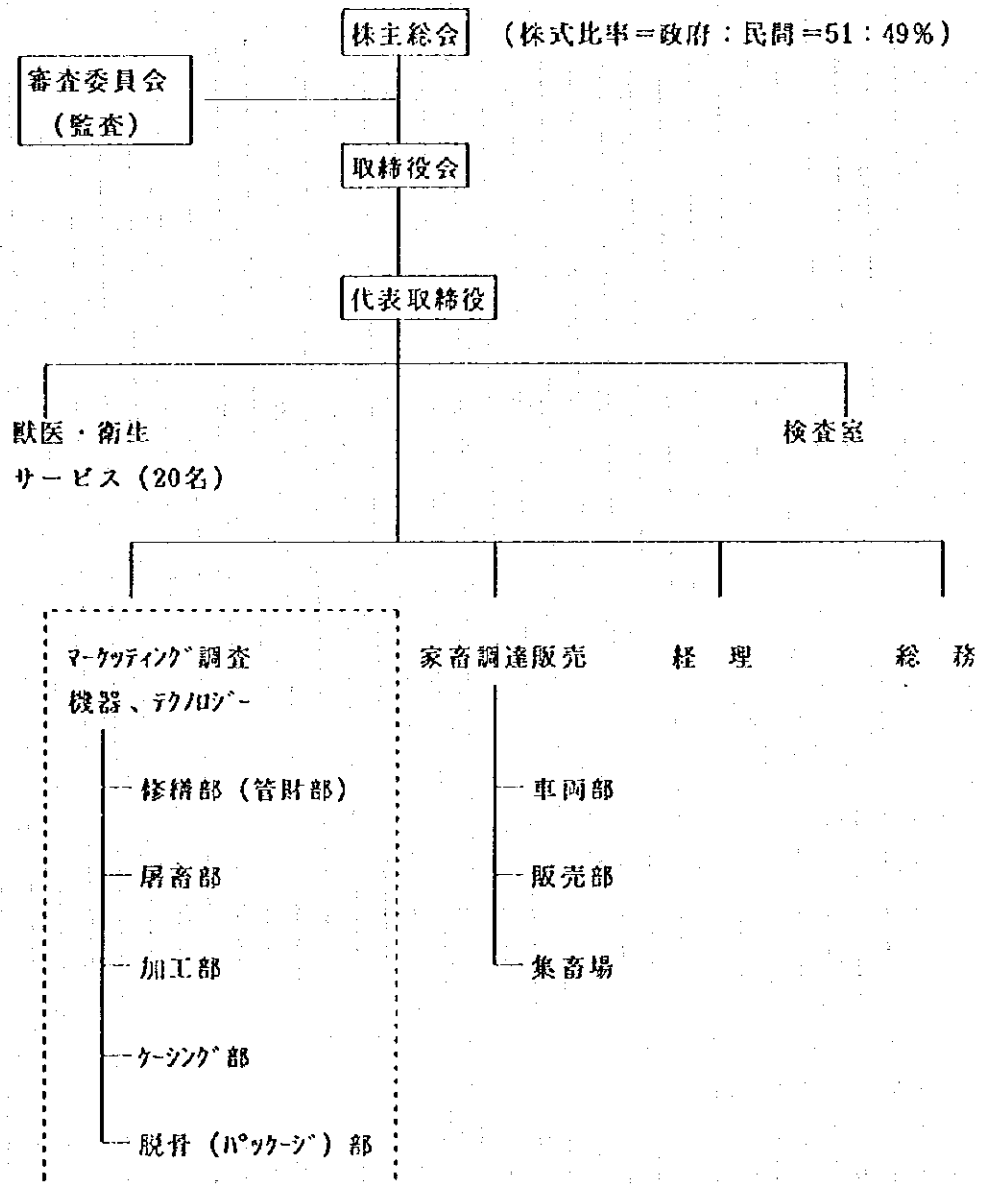 株主総会 (株式比率=政府:民間=51:49%)
審査委員会
(監査)
取締役会
代表取締役
獣医・衛生
サービス (20名)
検査室
マーケッティング調査
機器、テクノロジー
家畜調達販売
経 理
総 務
修繕部 (管財部)
車両部
屠畜部
販売部
加工部
集畜場
ケーシング部
脱骨 (パッケージ) 部